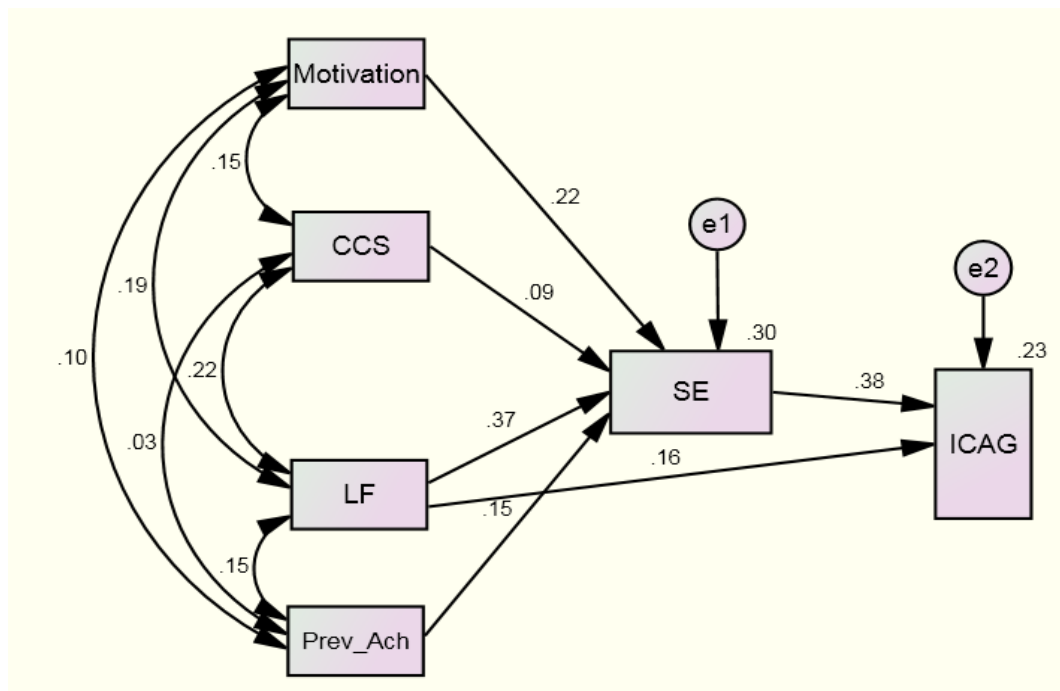 Motivation
.15
.22
CCS
e1
e2
.19
.09
.30
.23
.10
.22
SE
.38
.03
.37
ICAG
.16
LF
.15
.15
Prev_Ach